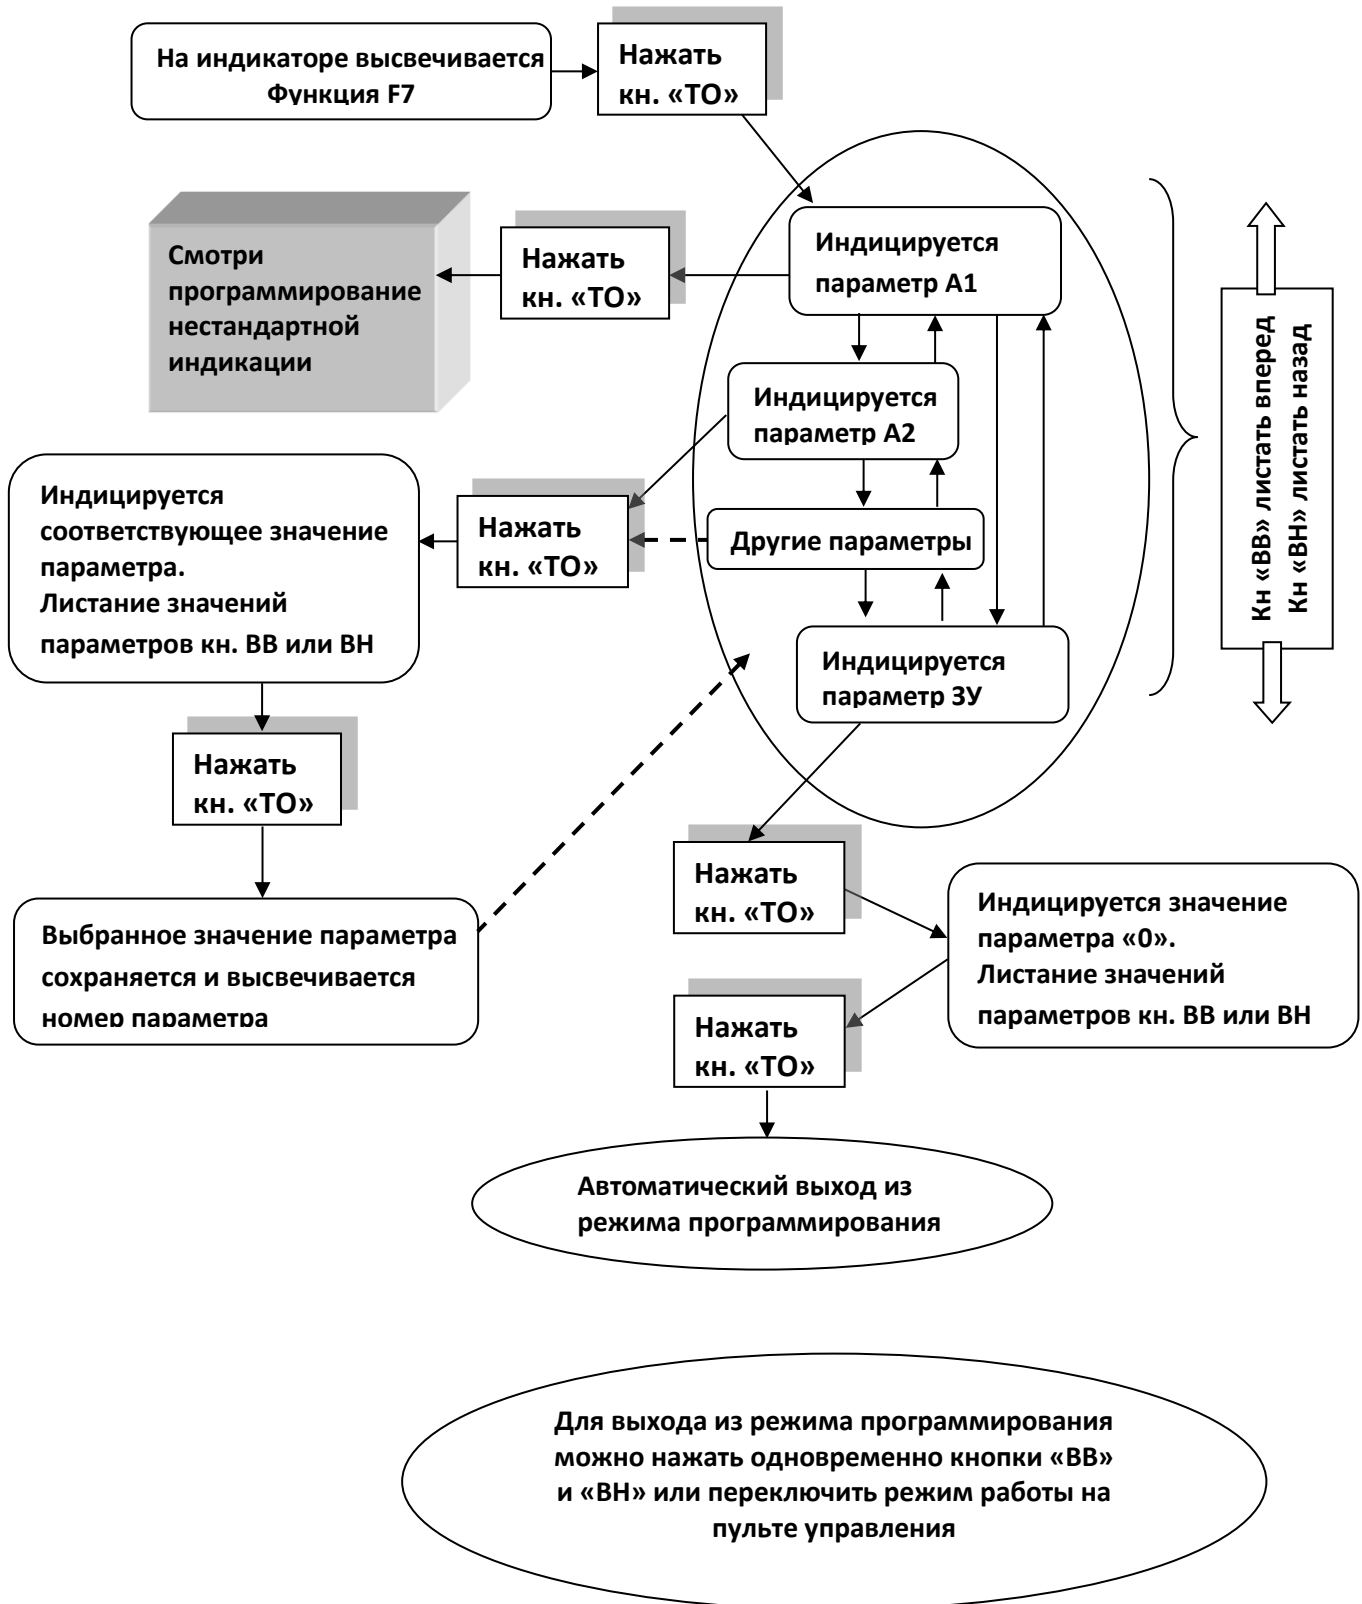 На индикаторе высвечивается
Функция F7
Нажать
кн. «ТО»
Индицируется
параметр А1
Нажать
кн. «ТО»
Смотри
программирование
нестандартной
индикации
Индицируется
параметр А2
Другие параметры
Индицируется
параметр ЗУ
Кн «ВВ» листать вперед
Кн «ВН» листать назад
Нажать
кн. «ТО»
Индицируется
соответствующее значение
параметра.
Листание значений
параметров кн. ВВ или ВН
Нажать
кн. «ТО»
Выбранное значение параметра
сохраняется и высвечивается
номер параметра
Нажать
кн. «ТО»
Индицируется значение
параметра «0».
Листание значений
параметров кн. ВВ или ВН
Нажать
кн. «ТО»
Автоматический выход из
режима программирования
Для выхода из режима программирования
можно нажать одновременно кнопки «ВВ»
и «ВН» или переключить режим работы на
пульте управления